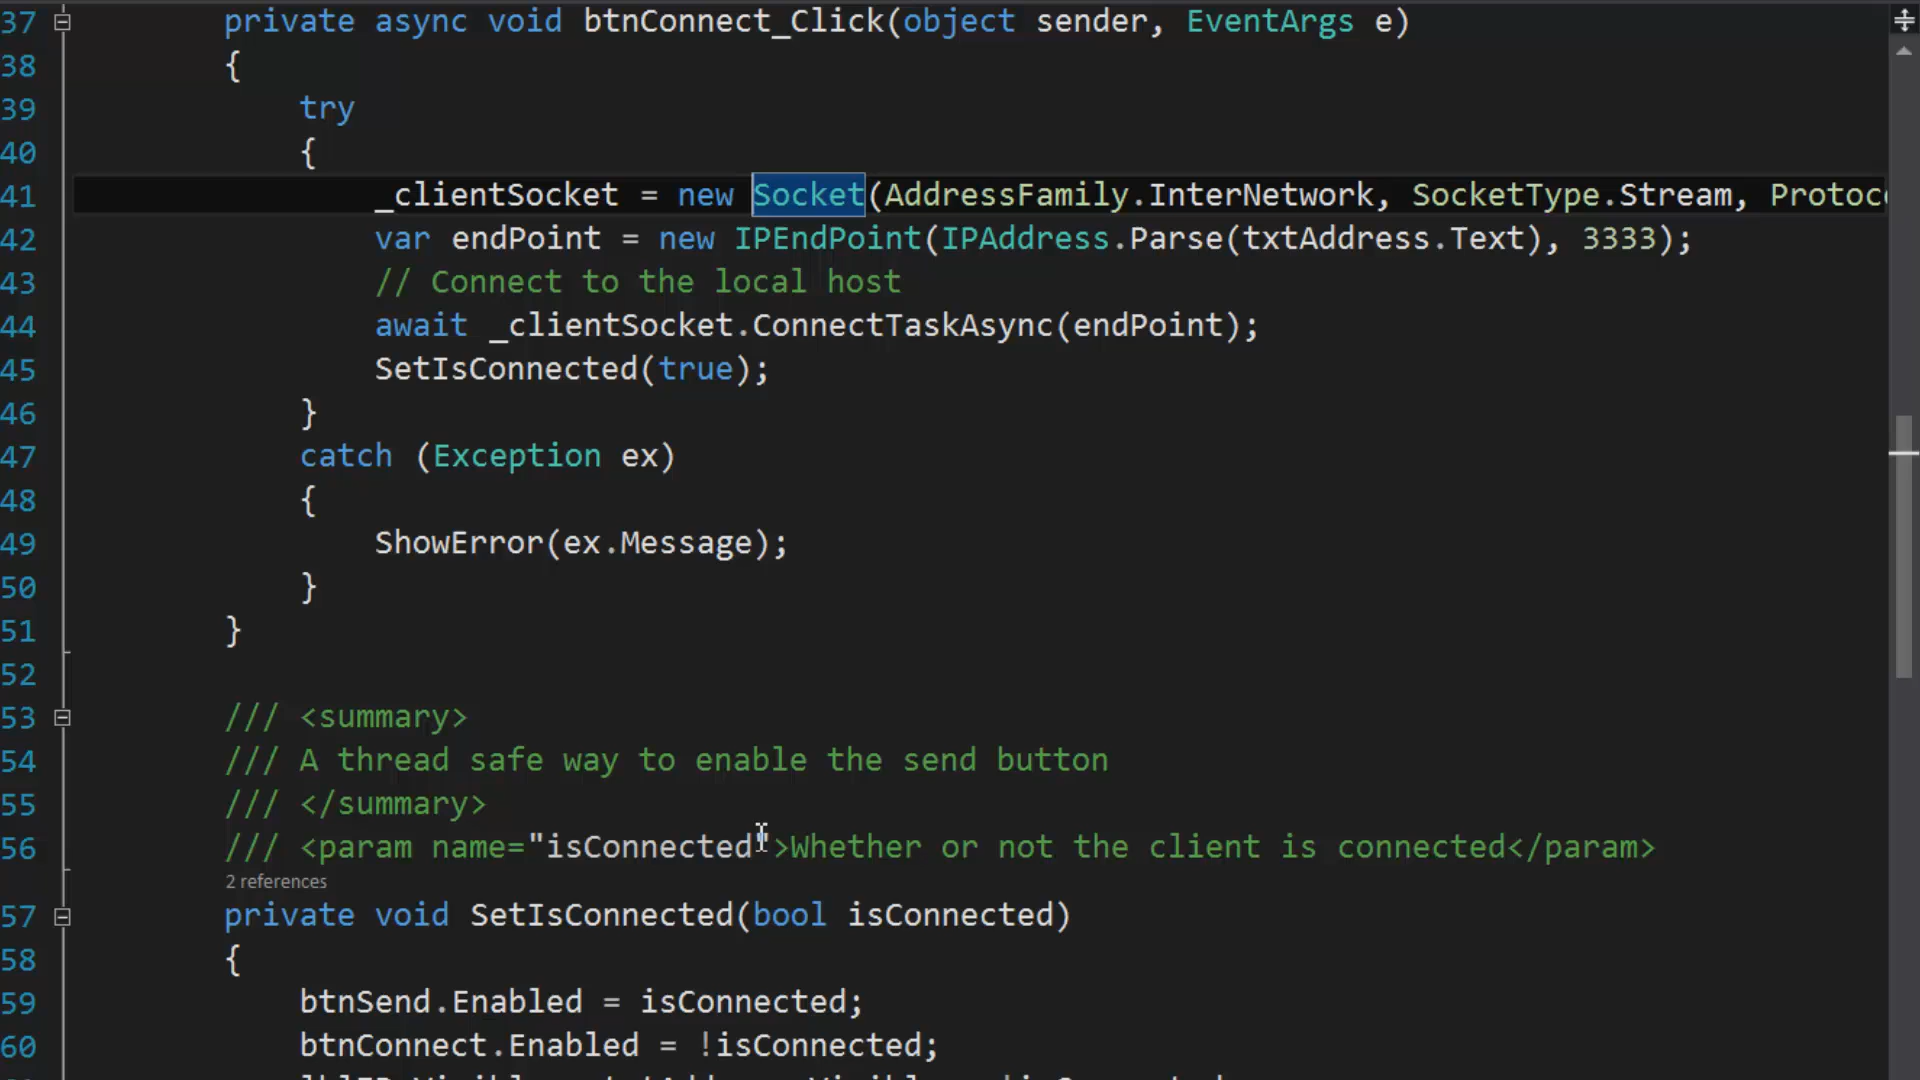 37 private async void btnConnect_Click(object sender, EventArgs e)
38 {
39 try
40 {
41 _clientSocket = new Socket(AddressFamily.InterNetwork, SocketType.Stream, Protoc
42 var endPoint = new IPEndPoint(IPAddress.Parse(txtAddress.Text), 3333);
43 // Connect to the local host
44 await _clientSocket.ConnectTaskAsync(endPoint);
45 SetIsConnected(true);
46 }
47 catch (Exception ex)
48 {
49 ShowError(ex.Message);
50 }
51 }
52
53 /// <summary>
54 /// A thread safe way to enable the send button
55 /// </summary>
56 /// <param name="isConnected">Whether or not the client is connected</param>
2 references
57 private void SetIsConnected(bool isConnected)
58 {
59 btnSend.Enabled = isConnected;
60 btnConnect.Enabled = !isConnected;